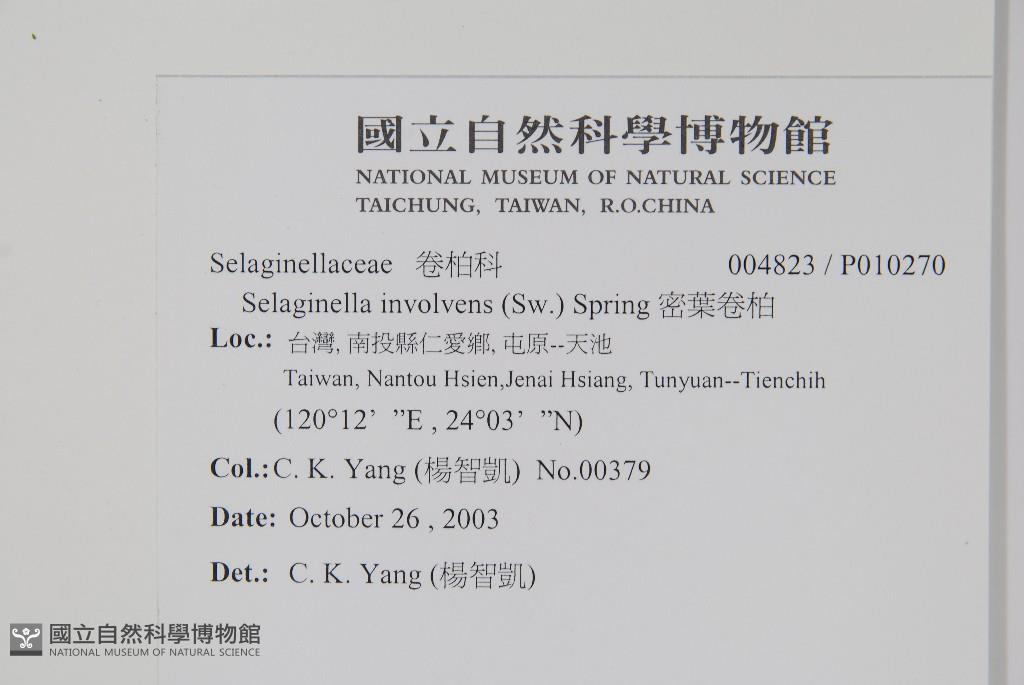 國立自然科學博物館
NATIONAL MUSEUM OF NATURAL SCIENCE
TAICHUNG, TAIWAN, R.O.CHINA
Selaginellaceae 卷柏科 004823 / P010270
Selaginella involvens (Sw.) Spring 密葉卷柏
Loc.: 台灣, 南投縣仁愛鄉, 屯原--天池
Taiwan, Nantou Hsien,Jenai Hsiang, Tunyuan--Tienchih
(120°12’ ”E , 24°03’ ”N)
Col.: C. K. Yang (楊智凱) No.00379
Date: October 26 , 2003
Det.: C. K. Yang (楊智凱)
國立自然科學博物館
NATIONAL MUSEUM OF NATURAL SCIENCE